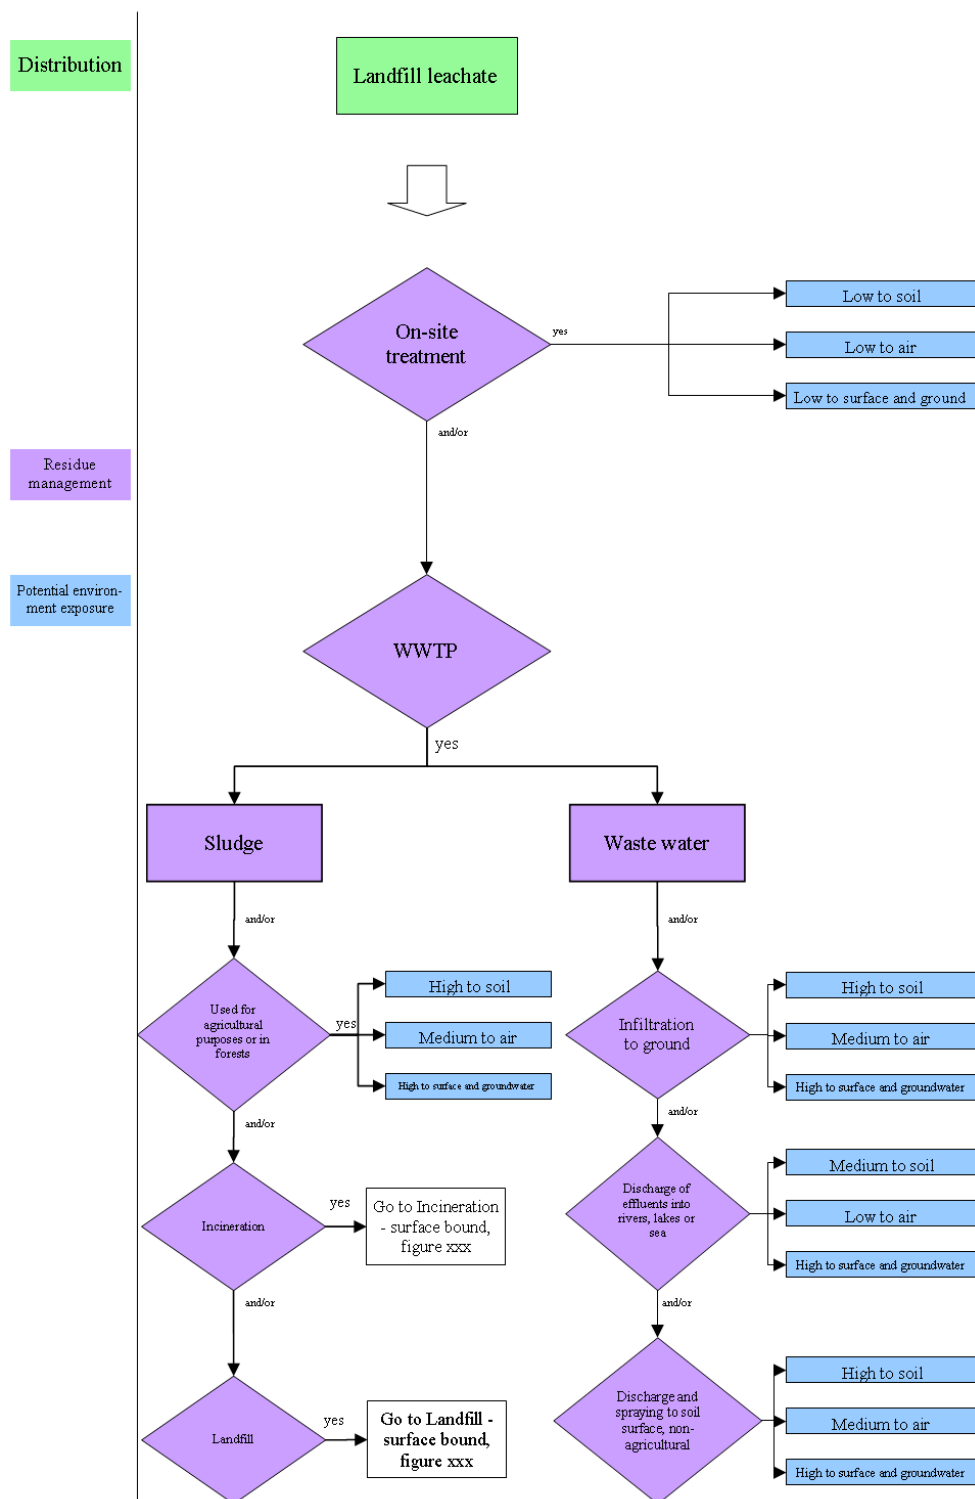 Distribution
Landfill leachate
On-site
treatment
yes
Low to soil
Low to air
Low to surface and ground
and/or
Residue
management
Potential environ-
ment exposure
WWTP
yes
Sludge
Waste water
and/or
and/or
Used for
agricultural
purposes or in
forests
yes
High to soil
Medium to air
High to surface and groundwater
Infiltration
to ground
High to soil
Medium to air
High to surface and groundwater
and/or
and/or
Incineration
yes
Go to Incineration
- surface bound,
figure xxx
Discharge of
effluents into
rivers, lakes or
sea
Medium to soil
Low to air
High to surface and groundwater
and/or
and/or
Landfill
yes
Go to Landfill -
surface bound,
figure xxx
Discharge and
spraying to soil
surface, non-
agricultural
High to soil
Medium to air
High to surface and groundwater